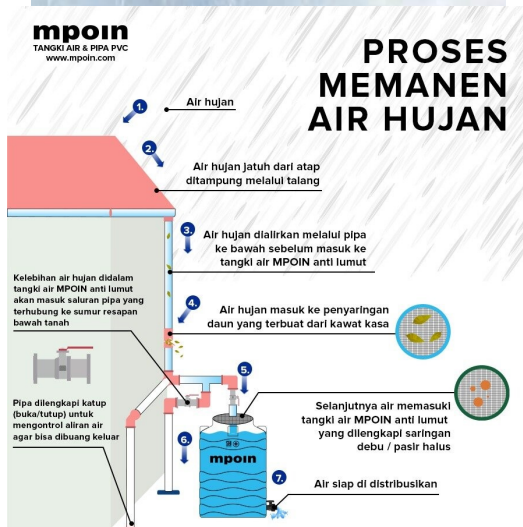 mpoin
TANGKI AIR & PIPA PVC
www.mpoin.com
PROSES
MEMANEN
AIR HUJAN
1.
Air hujan
2.
Air hujan jatuh dari atap
ditampung melalui talang
3.
Air hujan dialirkan melalui pipa
ke bawah sebelum masuk ke
tangki air MPOIN anti lumut
Kelebihan air hujan didalam
tangki air MPOIN anti lumut
akan masuk saluran pipa yang
terhubung ke sumur resapan
bawah tanah
4.
Air hujan masuk ke penyaringan
daun yang terbuat dari kawat kasa
5.
Selanjutnya air memasuki
tangki air MPOIN anti lumut
yang dilengkapi saringan
debu / pasir halus
Pipa dilengkapi katup
(buka/tutup) untuk
mengontrol aliran air
agar bisa dibuang keluar
6.
mpoin
7.
Air siap di distribusikan